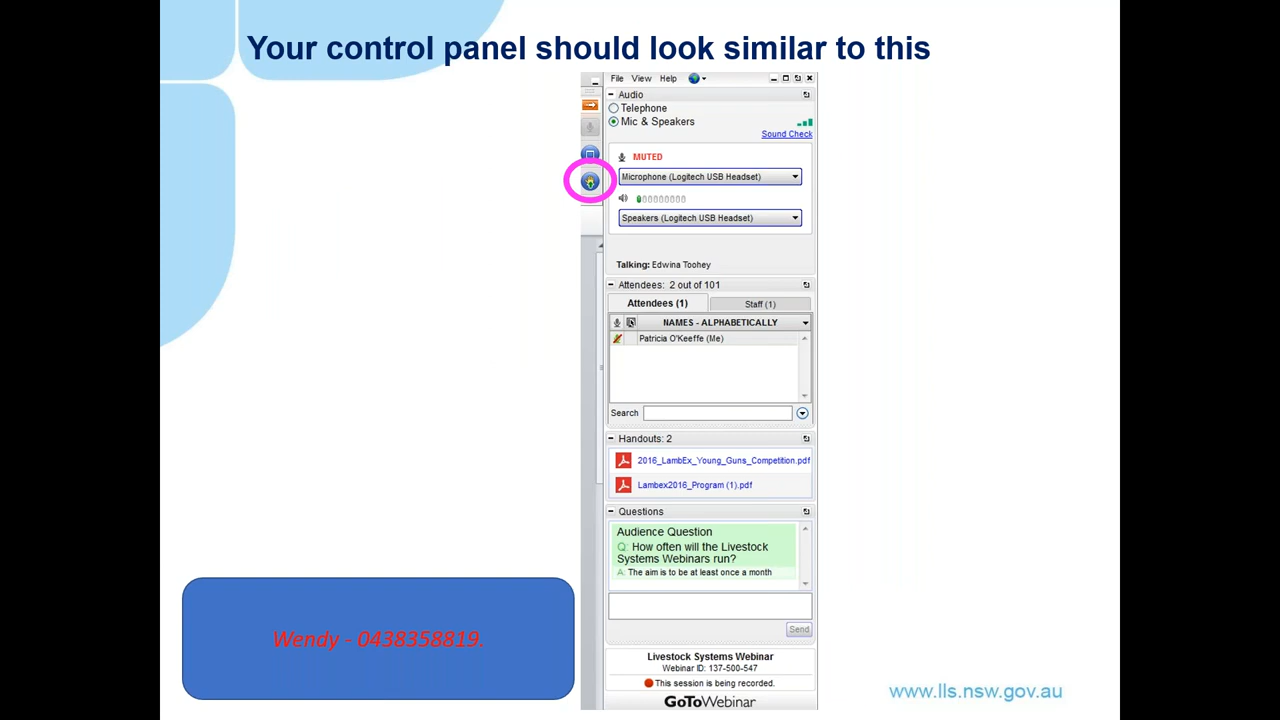 Your control panel should look similar to this
File View Help
Audio
Telephone
Mic & Speakers
Sound Check
MUTED
Microphone (Logitech USB Headset)
Speakers (Logitech USB Headset)
Talking: Edwina Toohey
Attendees: 2 out of 101
Attendees (1) Staff (1)
NAMES - ALPHABETICALLY
Patricia O'Keeffe (Me)
Search
Handouts: 2
2016_LambEx_Young_Guns_Competition.pdf
Lambex2016_Program (1).pdf
Questions
Audience Question
Q: How often will the Livestock
Systems Webinars run?
A: The aim is to be at least once a month
Send
Livestock Systems Webinar
Webinar ID: 137-500-547
This session is being recorded.
GoToWebinar
Wendy - 0438358819.
www.lls.nsw.gov.au